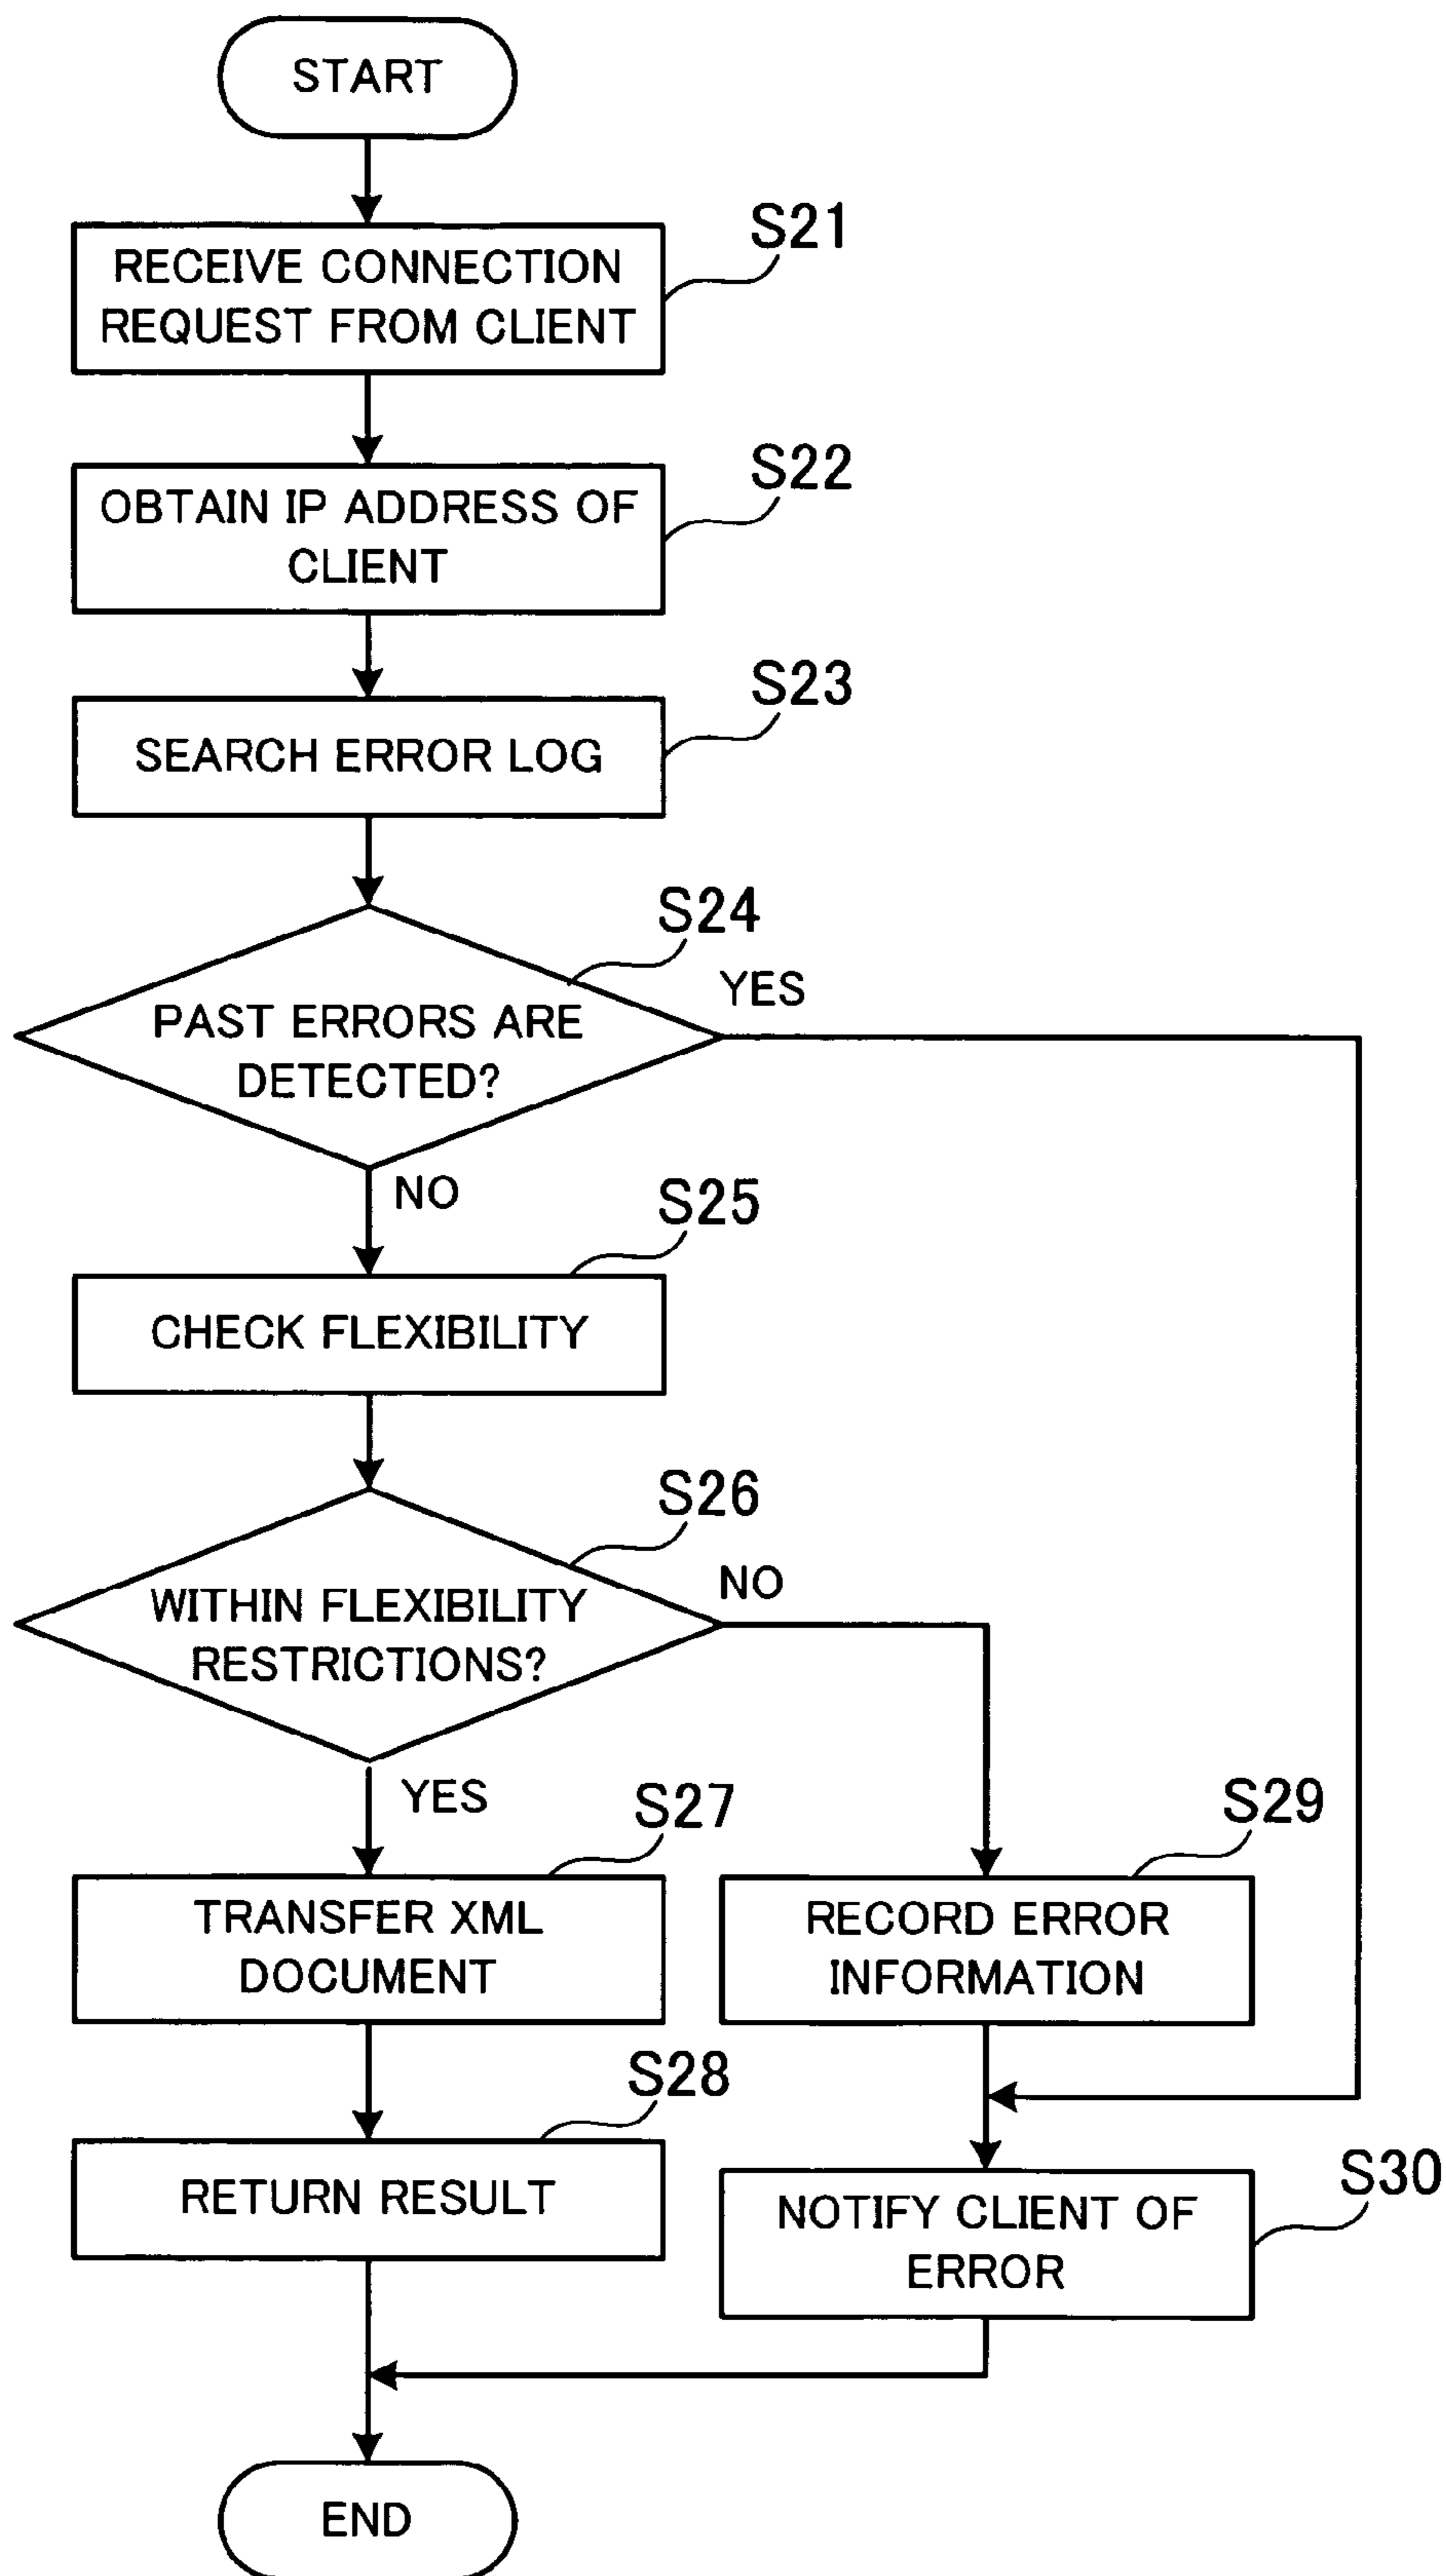 START
S21
RECEIVE CONNECTION
REQUEST FROM CLIENT
S22
OBTAIN IP ADDRESS OF
CLIENT
S23
SEARCH ERROR LOG
S24
YES
PAST ERRORS ARE
DETECTED?
NO
S25
CHECK FLEXIBILITY
S26
NO
WITHIN FLEXIBILITY
RESTRICTIONS?
YES
S27
TRANSFER XML
DOCUMENT
S29
RECORD ERROR
INFORMATION
S28
RETURN RESULT
S30
NOTIFY CLIENT OF
ERROR
END